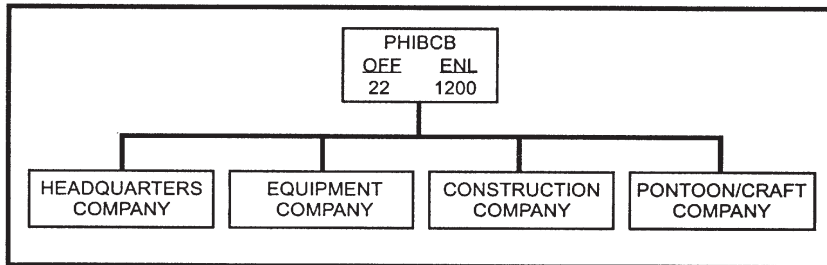 PHIBCB
OFF ENL
22 1200
HEADQUARTERS
COMPANY
EQUIPMENT
COMPANY
CONSTRUCTION
COMPANY
PONTOON/CRAFT
COMPANY